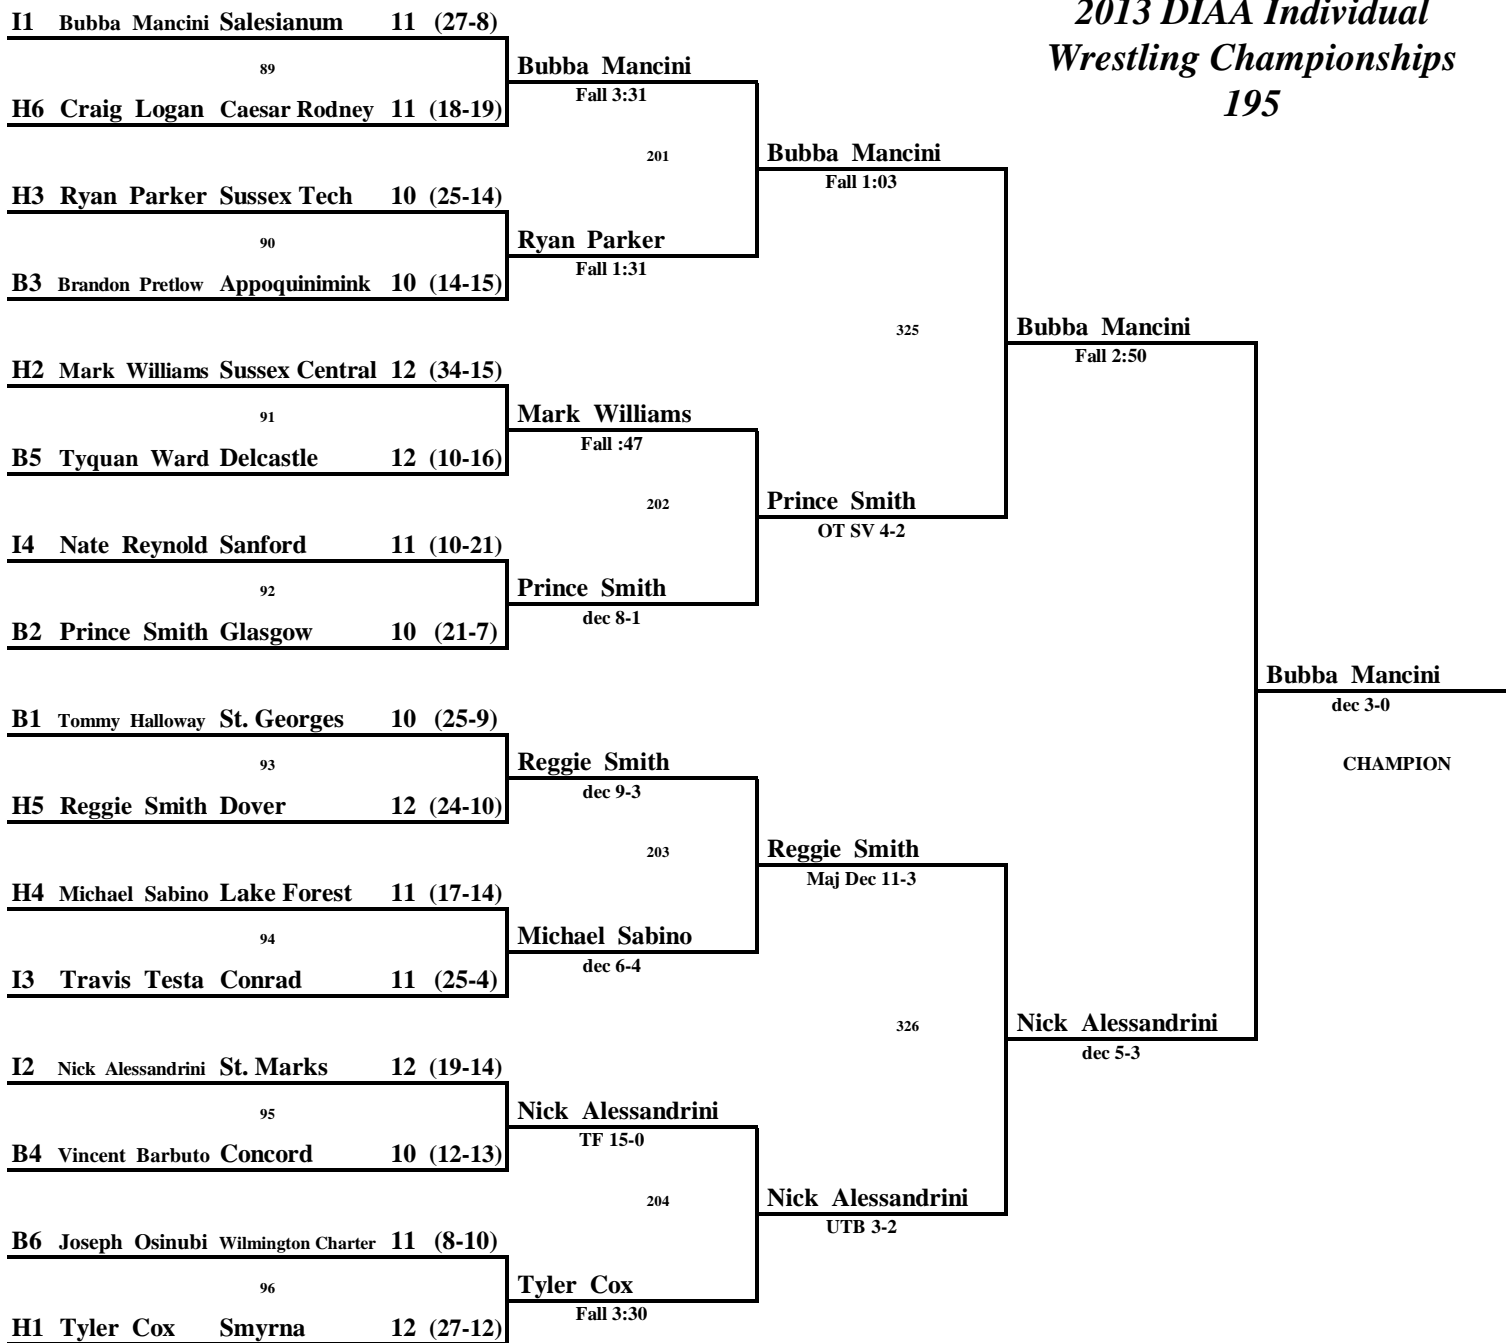 2013 DIAA Individual
Wrestling Championships
195
I1 Bubba Mancini Salesianum 11 (27-8)
89
H6 Craig Logan Caesar Rodney 11 (18-19)
H3 Ryan Parker Sussex Tech 10 (25-14)
90
B3 Brandon Pretlow Appoquinimink 10 (14-15)
H2 Mark Williams Sussex Central 12 (34-15)
91
B5 Tyquan Ward Delcastle 12 (10-16)
I4 Nate Reynold Sanford 11 (10-21)
92
B2 Prince Smith Glasgow 10 (21-7)
B1 Tommy Halloway St. Georges 10 (25-9)
93
H5 Reggie Smith Dover 12 (24-10)
H4 Michael Sabino Lake Forest 11 (17-14)
94
I3 Travis Testa Conrad 11 (25-4)
I2 Nick Alessandrini St. Marks 12 (19-14)
95
B4 Vincent Barbuto Concord 10 (12-13)
B6 Joseph Osinubi Wilmington Charter 11 (8-10)
96
H1 Tyler Cox Smyrna 12 (27-12)
Bubba Mancini
Fall 3:31
201
Ryan Parker
Fall 1:31
Mark Williams
Fall :47
202
Prince Smith
dec 8-1
Reggie Smith
dec 9-3
203
Michael Sabino
dec 6-4
Nick Alessandrini
TF 15-0
204
Tyler Cox
Fall 3:30
Bubba Mancini
Fall 1:03
325
Prince Smith
OT SV 4-2
Reggie Smith
Maj Dec 11-3
326
Nick Alessandrini
UTB 3-2
Bubba Mancini
Fall 2:50
Nick Alessandrini
dec 5-3
Bubba Mancini
dec 3-0
CHAMPION